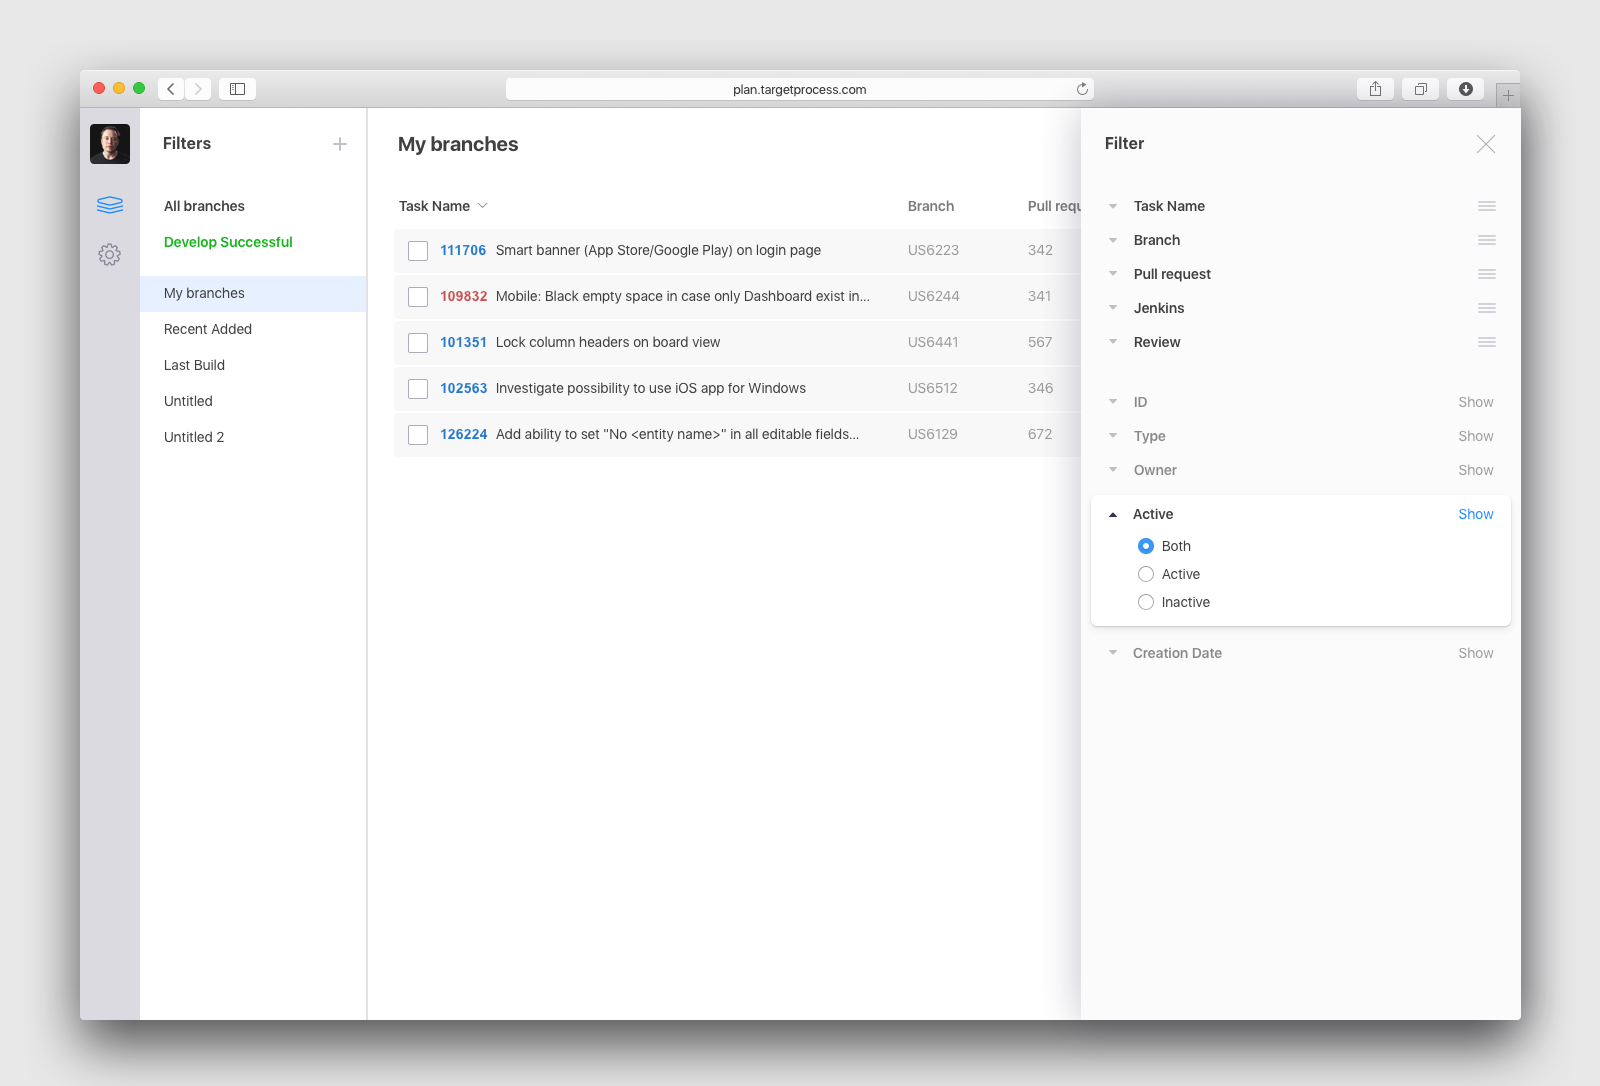 plan.targetprocess.com
Filters
All branches
Develop Successful
My branches
Recent Added
Last Build
Untitled
Untitled 2
My branches
Task Name Branch Pull requ
111706 Smart banner (App Store/Google Play) on login page US6223 342
109832 Mobile: Black empty space in case only Dashboard exist in... US6244 341
101351 Lock column headers on board view US6441 567
102563 Investigate possibility to use iOS app for Windows US6512 346
126224 Add ability to set "No <entity name>" in all editable fields... US6129 672
Filter
Task Name
Branch
Pull request
Jenkins
Review
ID Show
Type Show
Owner Show
Active Show
Both
Active
Inactive
Creation Date Show